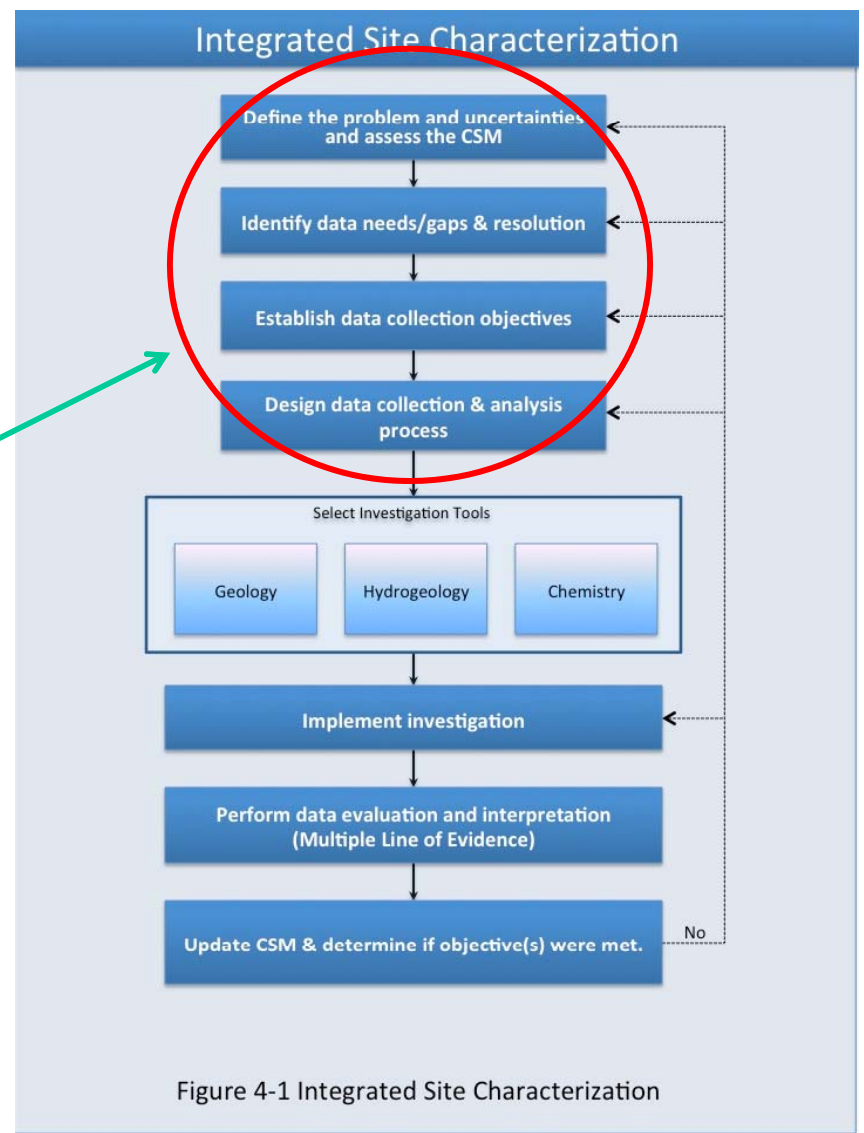 Integrated Site Characterization
Define the problem and uncertainties
and assess the CSM
Identify data needs/gaps & resolution
Establish data collection objectives
Design data collection & analysis
process
Select Investigation Tools
Geology
Hydrogeology
Chemistry
Implement investigation
Perform data evaluation and interpretation
(Multiple Line of Evidence)
Update CSM & determine if objective(s) were met.
No
Figure 4-1 Integrated Site Characterization